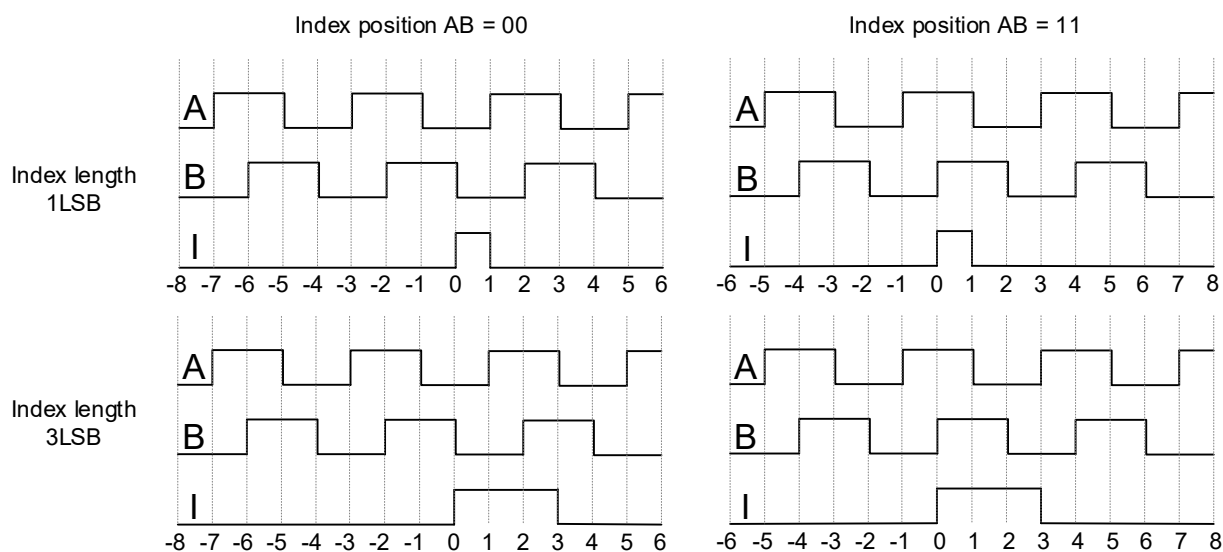 Index position AB = 00
Index position AB = 11
Index length
1LSB
A
B
I
-8 -7 -6 -5 -4 -3 -2 -1 0 1 2 3 4 5 6
A
B
I
-6 -5 -4 -3 -2 -1 0 1 2 3 4 5 6 7 8
Index length
3LSB
A
B
I
-8 -7 -6 -5 -4 -3 -2 -1 0 1 2 3 4 5 6
A
B
I
-6 -5 -4 -3 -2 -1 0 1 2 3 4 5 6 7 8